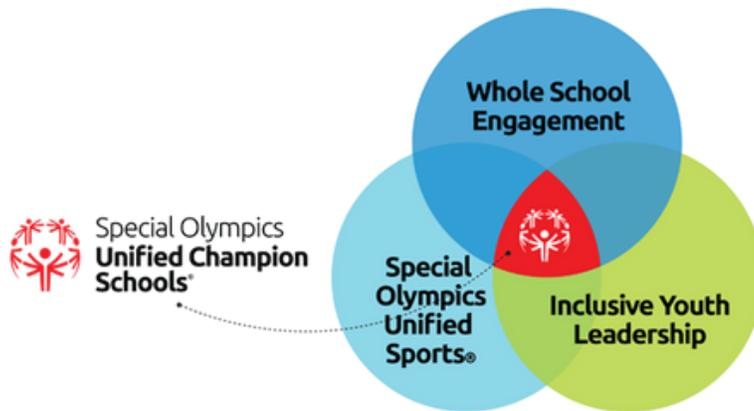 Whole School
Engagement
Special Olympics
Unified Champion
Schools®
Special
Olympics
Unified
Sports®
Inclusive Youth
Leadership